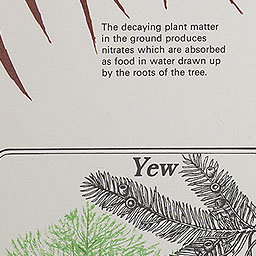 The decaying plant matter
in the ground produces
nitrates which are absorbed
as food in water drawn up
by the roots of the tree.
Yew